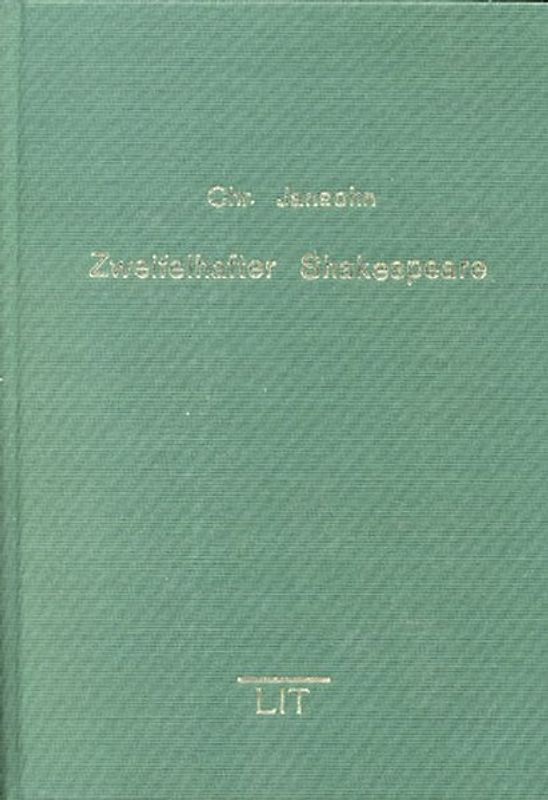 Chr. Jansohn
Zweifelhafter Shakespeare
LIT